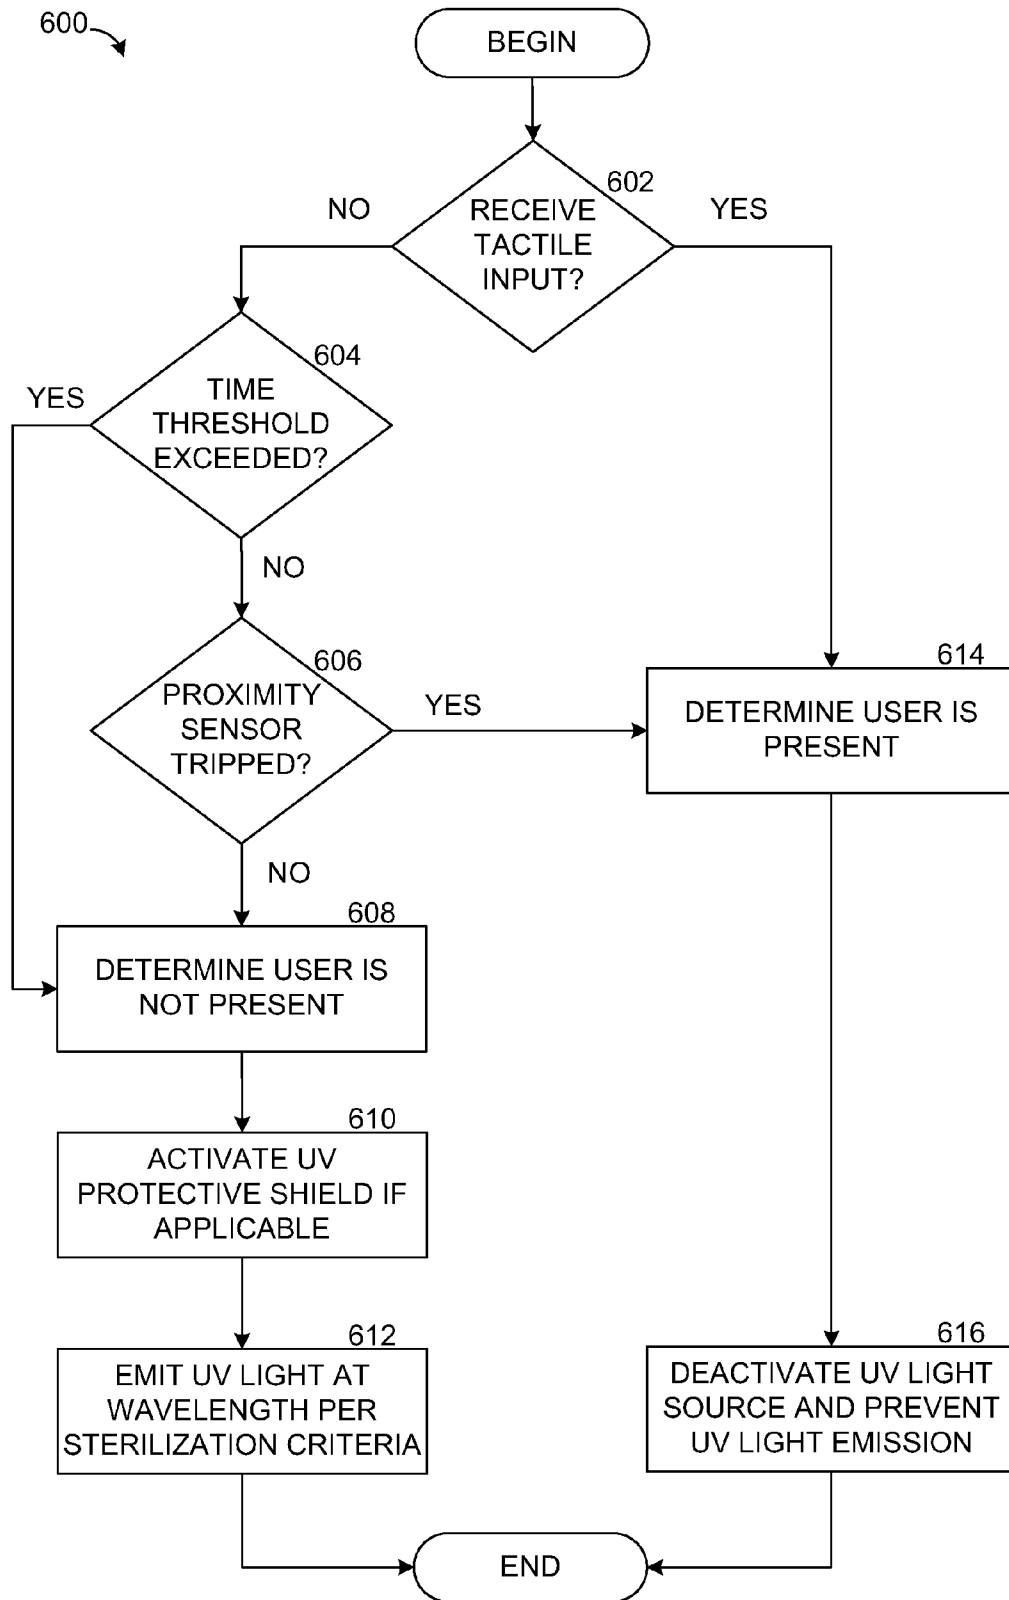 600
BEGIN
602
RECEIVE
TACTILE
INPUT?
NO
YES
604
TIME
THRESHOLD
EXCEEDED?
YES
NO
606
PROXIMITY
SENSOR
TRIPPED?
YES
NO
614
DETERMINE USER IS
PRESENT
608
DETERMINE USER IS
NOT PRESENT
610
ACTIVATE UV
PROTECTIVE SHIELD IF
APPLICABLE
612
EMIT UV LIGHT AT
WAVELENGTH PER
STERILIZATION CRITERIA
616
DEACTIVATE UV LIGHT
SOURCE AND PREVENT
UV LIGHT EMISSION
END